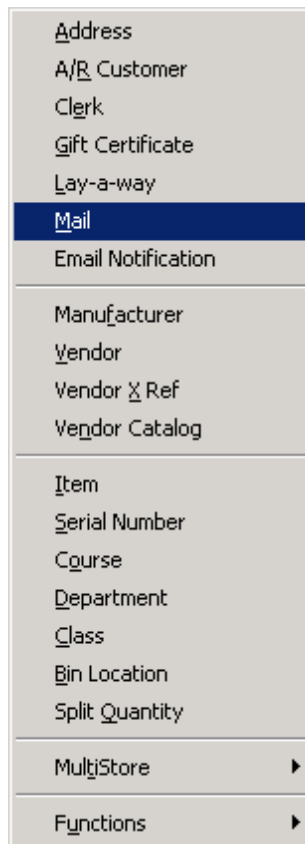 Address
A/R Customer
Clerk
Gift Certificate
Lay-a-way
Mail
Email Notification
Manufacturer
Vendor
Vendor X Ref
Vendor Catalog
Item
Serial Number
Course
Department
Class
Bin Location
Split Quantity
MultiStore
Functions